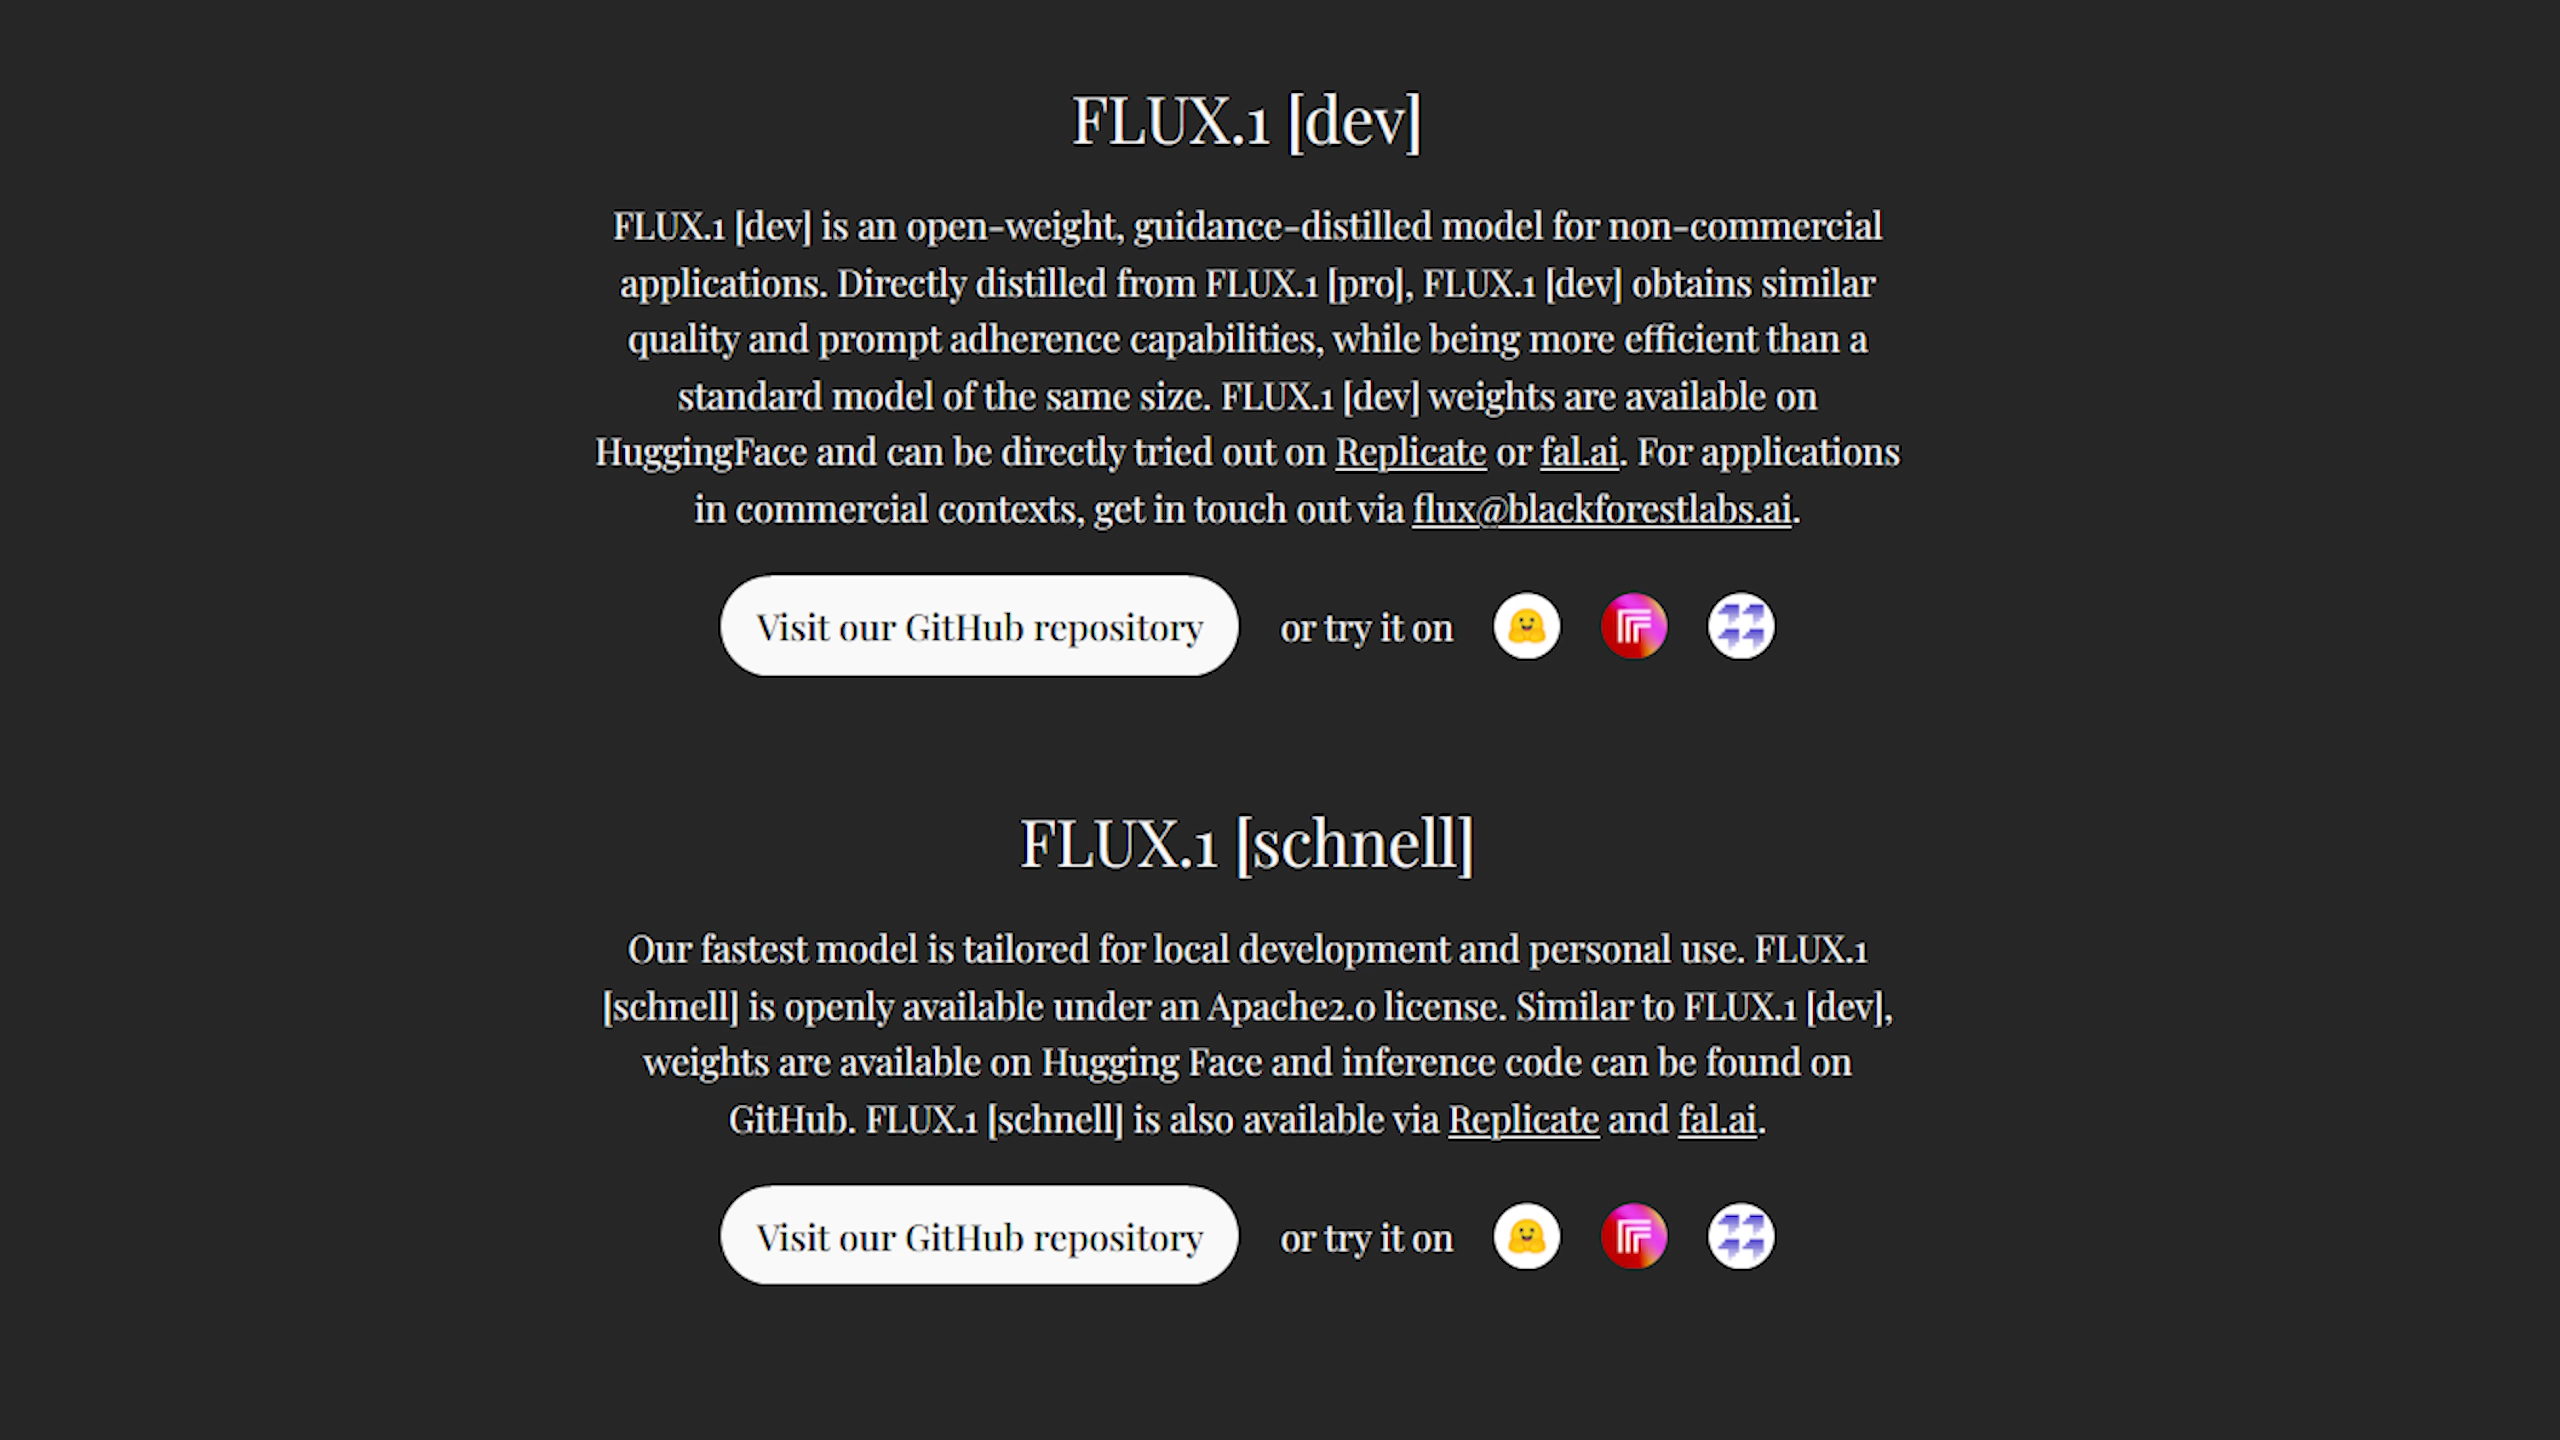 FLUX.1 [dev]
FLUX.1 [dev] is an open-weight, guidance-distilled model for non-commercial
applications. Directly distilled from FLUX.1 [pro], FLUX.1 [dev] obtains similar
quality and prompt adherence capabilities, while being more efficient than a
standard model of the same size. FLUX.1 [dev] weights are available on
HuggingFace and can be directly tried out on Replicate or fal.ai. For applications
in commercial contexts, get in touch out via flux@blackforestlabs.ai.
Visit our GitHub repository or try it on
FLUX.1 [schnell]
Our fastest model is tailored for local development and personal use. FLUX.1
[schnell] is openly available under an Apache2.0 license. Similar to FLUX.1 [dev],
weights are available on Hugging Face and inference code can be found on
GitHub. FLUX.1 [schnell] is also available via Replicate and fal.ai.
Visit our GitHub repository or try it on